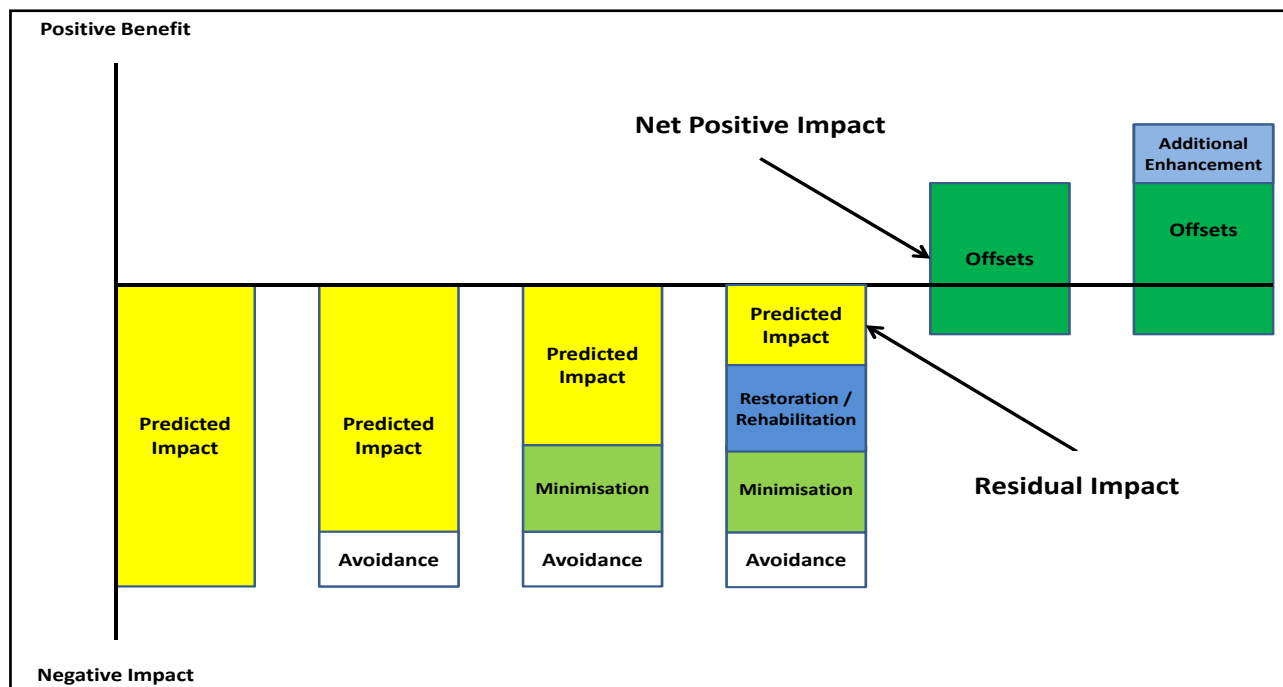 Positive Benefit
Net Positive Impact
Additional
Enhancement
Offsets
Offsets
Predicted
Impact
Predicted
Impact
Predicted
Impact
Predicted
Impact
Restoration /
Rehabilitation
Minimisation
Minimisation
Residual Impact
Avoidance
Avoidance
Avoidance
Negative Impact